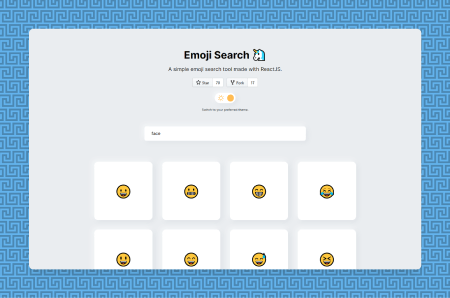 Emoji Search
A simple emoji search tool made with ReactJS.
Star 78 Fork 17
Switch to your preferred theme
face